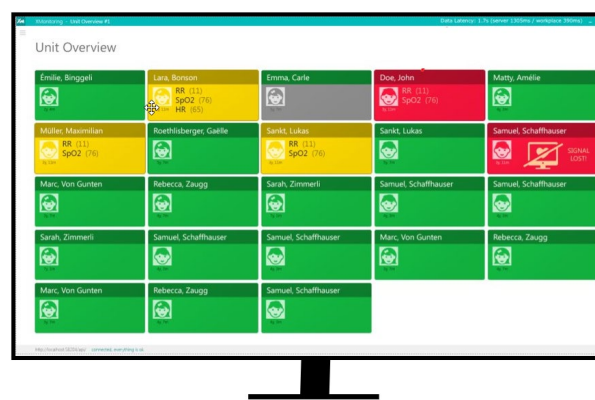 XMonitoring - Unit Overview #1
Data Latency: 1.7s (server 1305ms / workplace 390ms)
Unit Overview
Émilie, Binggeli
Lara, Bonson
RR (11)
SpO2 (76)
HR (65)
Emma, Carle
Doe, John
RR (11)
SpO2 (76)
Matty, Amélie
Müller, Maximilian
RR (11)
SpO2 (76)
Roethlisberger, Gaëlle
Sankt, Lukas
RR (11)
SpO2 (76)
Sankt, Lukas
Samuel, Schaffhauser
SIGNAL
LOST!
Marc, Von Gunten
Rebecca, Zaugg
Sarah, Zimmerli
Samuel, Schaffhauser
Samuel, Schaffhauser
Sarah, Zimmerli
Samuel, Schaffhauser
Samuel, Schaffhauser
Marc, Von Gunten
Rebecca, Zaugg
Marc, Von Gunten
Rebecca, Zaugg
Samuel, Schaffhauser
connected, everything is ok